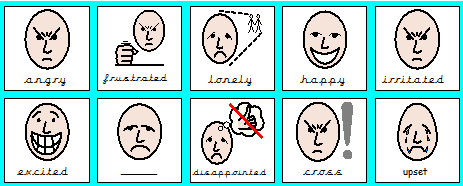 angry
frustrated
lonely
happy
irritated
excited
disappointed
cross
upset